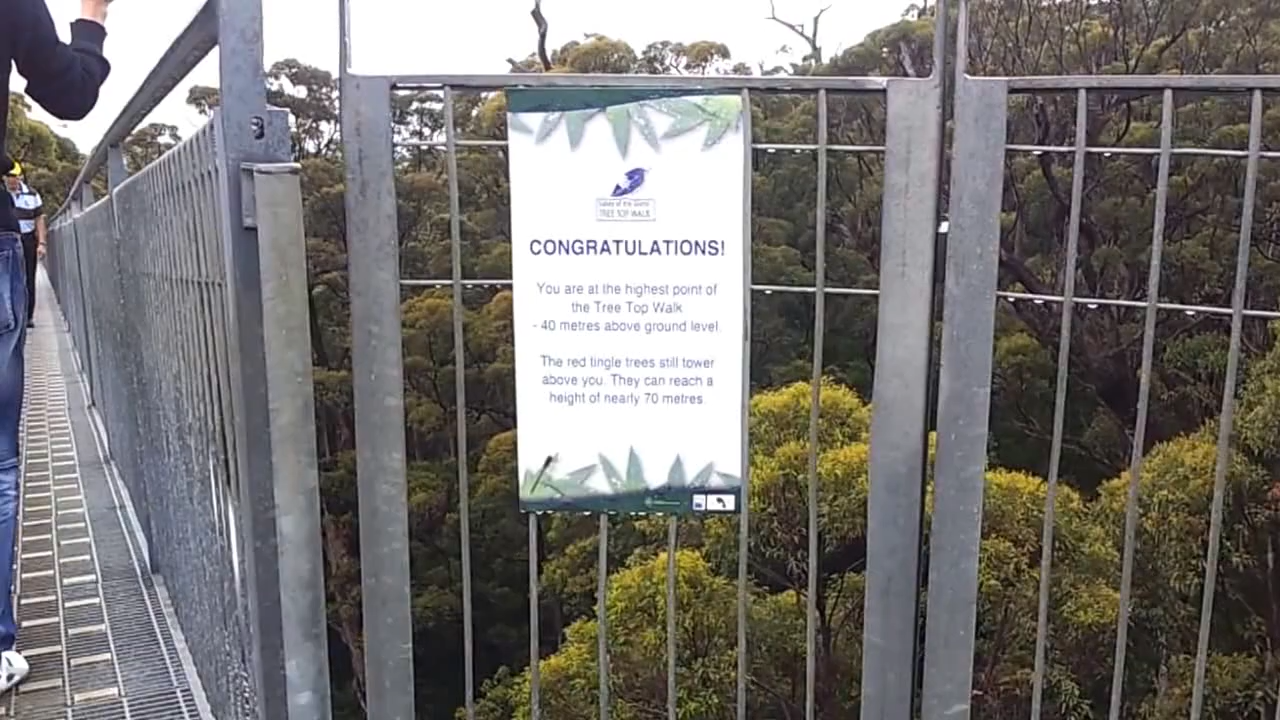 Valley of the Giants
TREE TOP WALK
CONGRATULATIONS!
You are at the highest point of
the Tree Top Walk
- 40 metres above ground level.
The red tingle trees still tower
above you. They can reach a
height of nearly 70 metres.